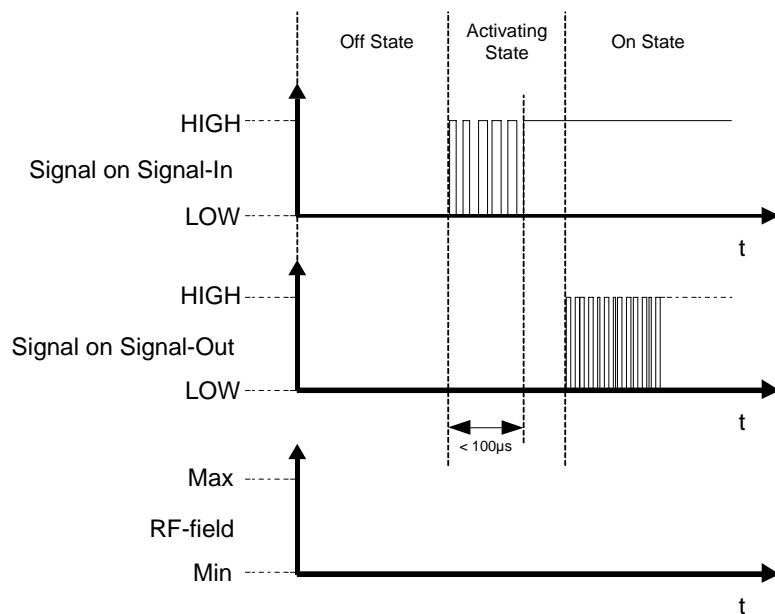 Off State
Activating
State
On State
HIGH
Signal on Signal-In
LOW
t
HIGH
Signal on Signal-Out
LOW
t
< 100µs
Max
RF-field
Min
t